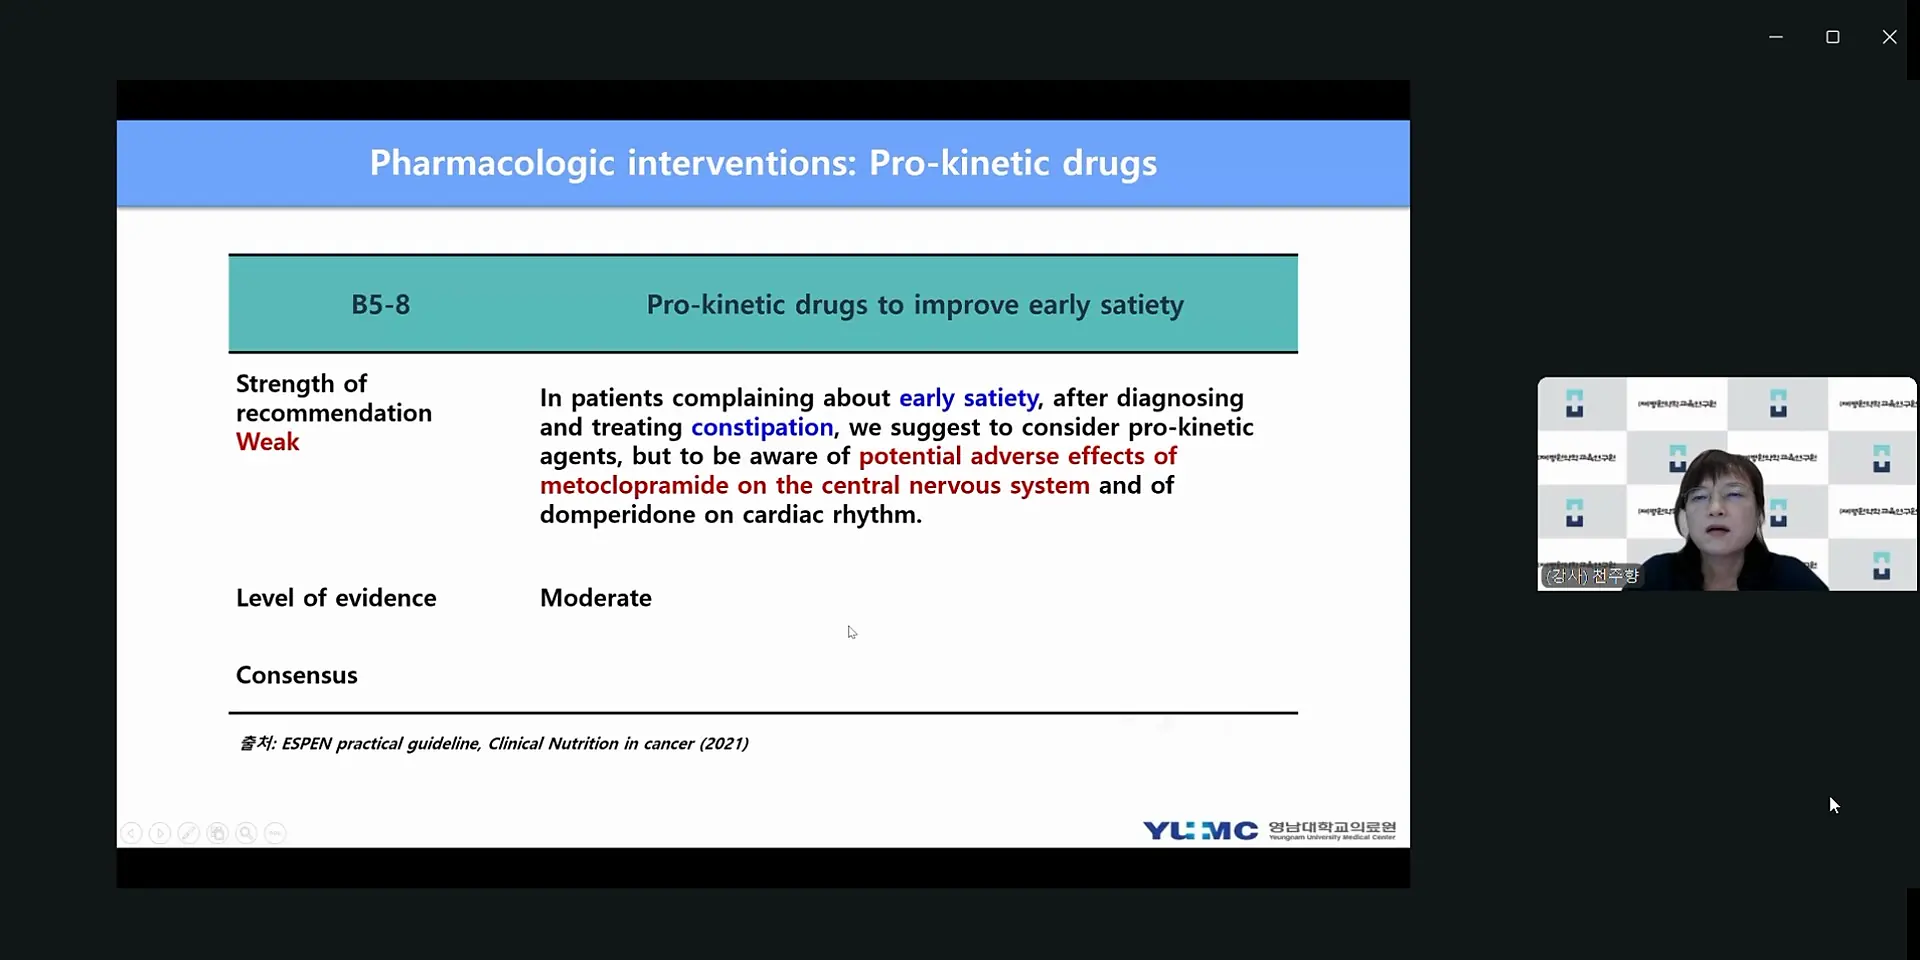 Pharmacologic interventions: Pro-kinetic drugs
B5-8
Pro-kinetic drugs to improve early satiety
Strength of
recommendation
Weak
In patients complaining about early satiety, after diagnosing
and treating constipation, we suggest to consider pro-kinetic
agents, but to be aware of potential adverse effects of
metoclopramide on the central nervous system and of
domperidone on cardiac rhythm.
Level of evidence
Moderate
Consensus
출처: ESPEN practical guideline, Clinical Nutrition in cancer (2021)
YUMC 영남대학교의료원
Yeungnam University Medical Center
(강사) 천주향